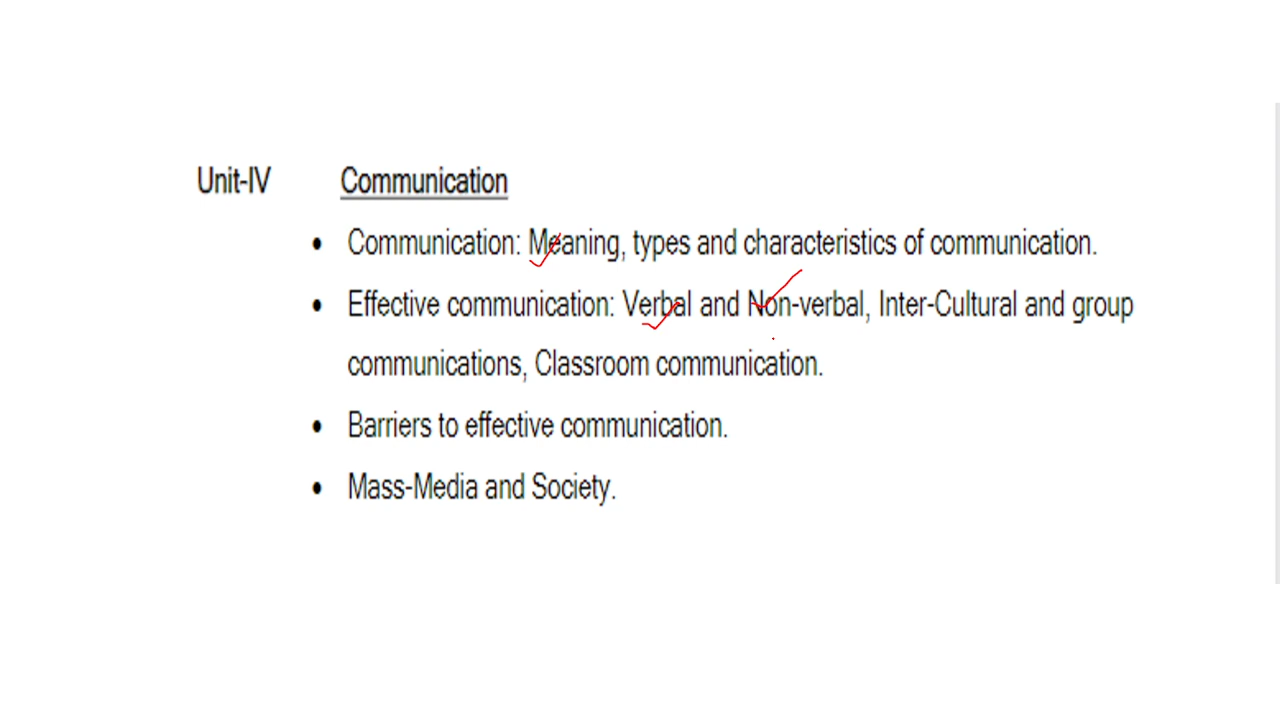 Unit-IV Communication
• Communication: Meaning, types and characteristics of communication.
• Effective communication: Verbal and Non-verbal, Inter-Cultural and group
communications, Classroom communication.
• Barriers to effective communication.
• Mass-Media and Society.